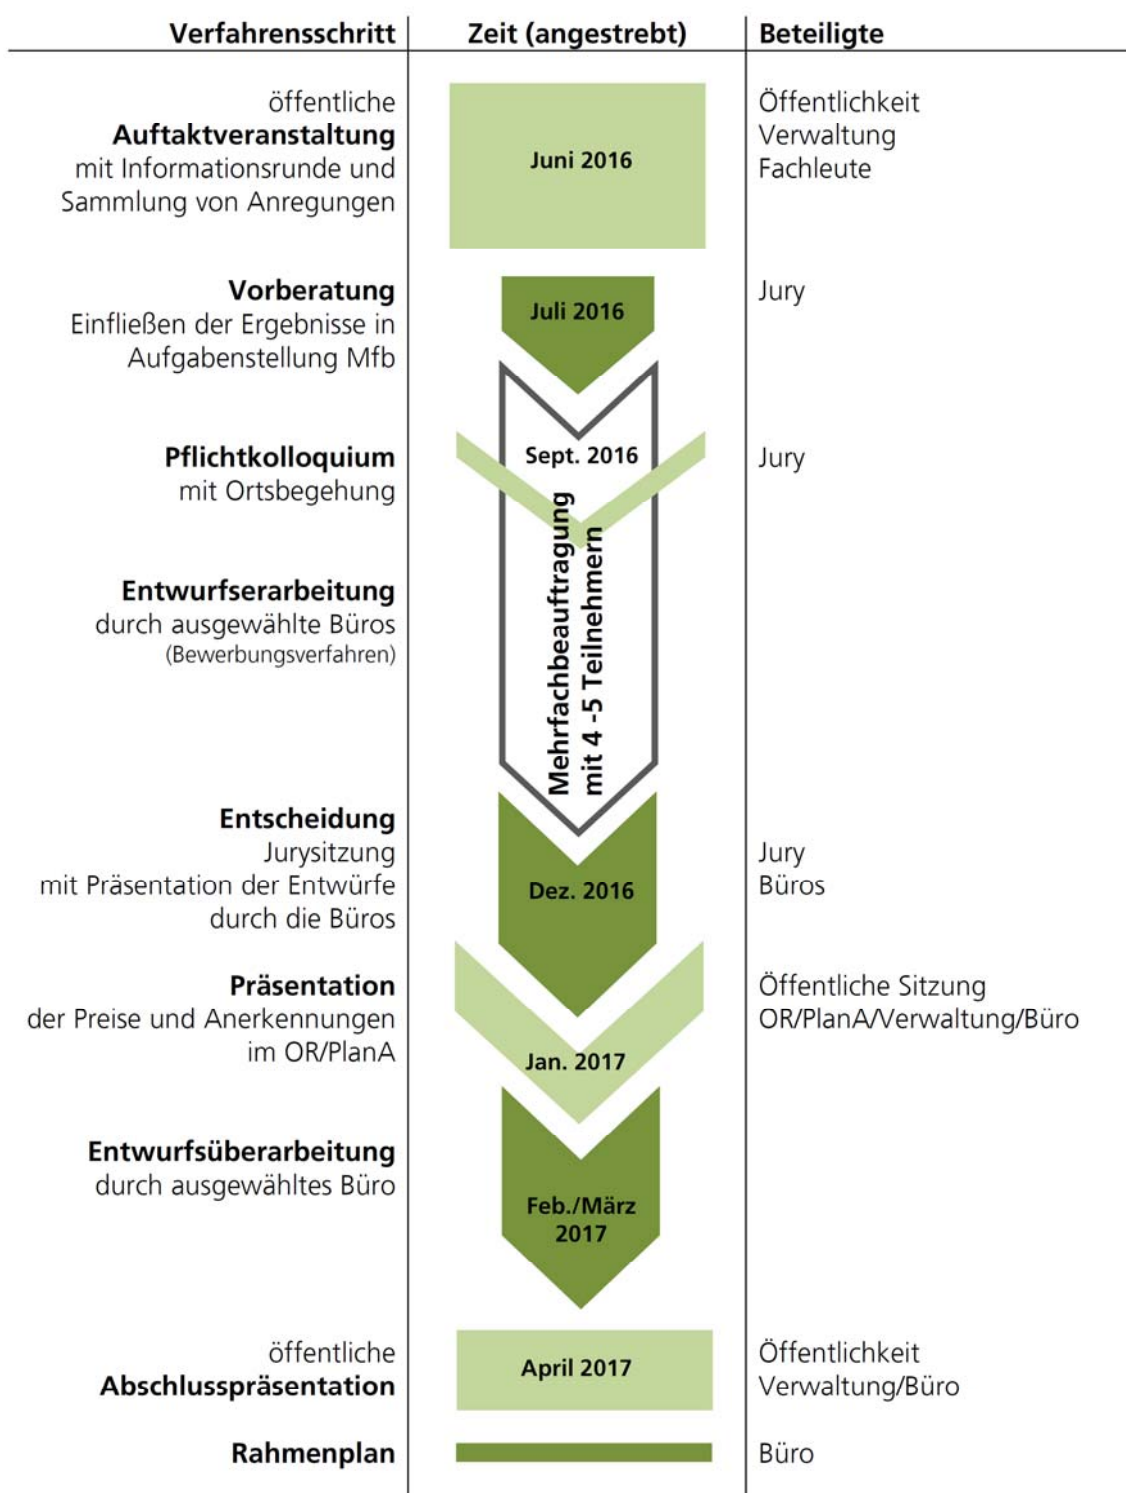 Verfahrensschritt
Zeit (angestrebt)
Beteiligte
öffentliche
Auftaktveranstaltung
mit Informationsrunde und
Sammlung von Anregungen
Juni 2016
Öffentlichkeit
Verwaltung
Fachleute
Vorberatung
Einfließen der Ergebnisse in
Aufgabenstellung Mfb
Juli 2016
Jury
Pflichtkolloquium
mit Ortsbegehung
Sept. 2016
Jury
Mehrfachbeauftragung
mit 4 -5 Teilnehmern
Entwurfserarbeitung
durch ausgewählte Büros
(Bewerbungsverfahren)
Entscheidung
Jurysitzung
mit Präsentation der Entwürfe
durch die Büros
Dez. 2016
Jury
Büros
Präsentation
der Preise und Anerkennungen
im OR/PlanA
Jan. 2017
Öffentliche Sitzung
OR/PlanA/Verwaltung/Büro
Entwurfsüberarbeitung
durch ausgewähltes Büro
Feb./März
2017
öffentliche
Abschlusspräsentation
April 2017
Öffentlichkeit
Verwaltung/Büro
Rahmenplan
Büro